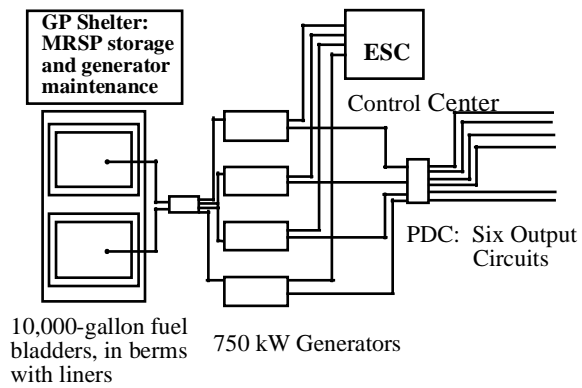 GP Shelter:
MRSP storage
and generator
maintenance
ESC
Control Center
PDC: Six Output
Circuits
10,000-gallon fuel
bladders, in berms
with liners
750 kW Generators